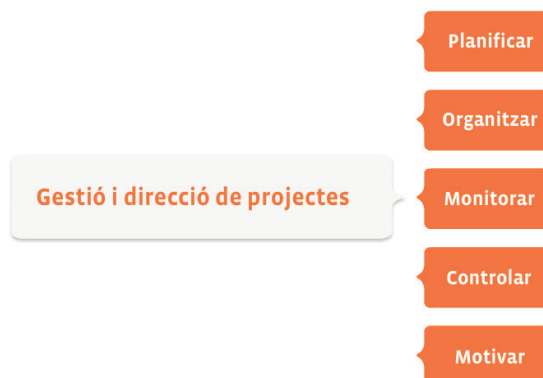 Planificar
Organitzar
Gestió i direcció de projectes
Monitorar
Controlar
Motivar